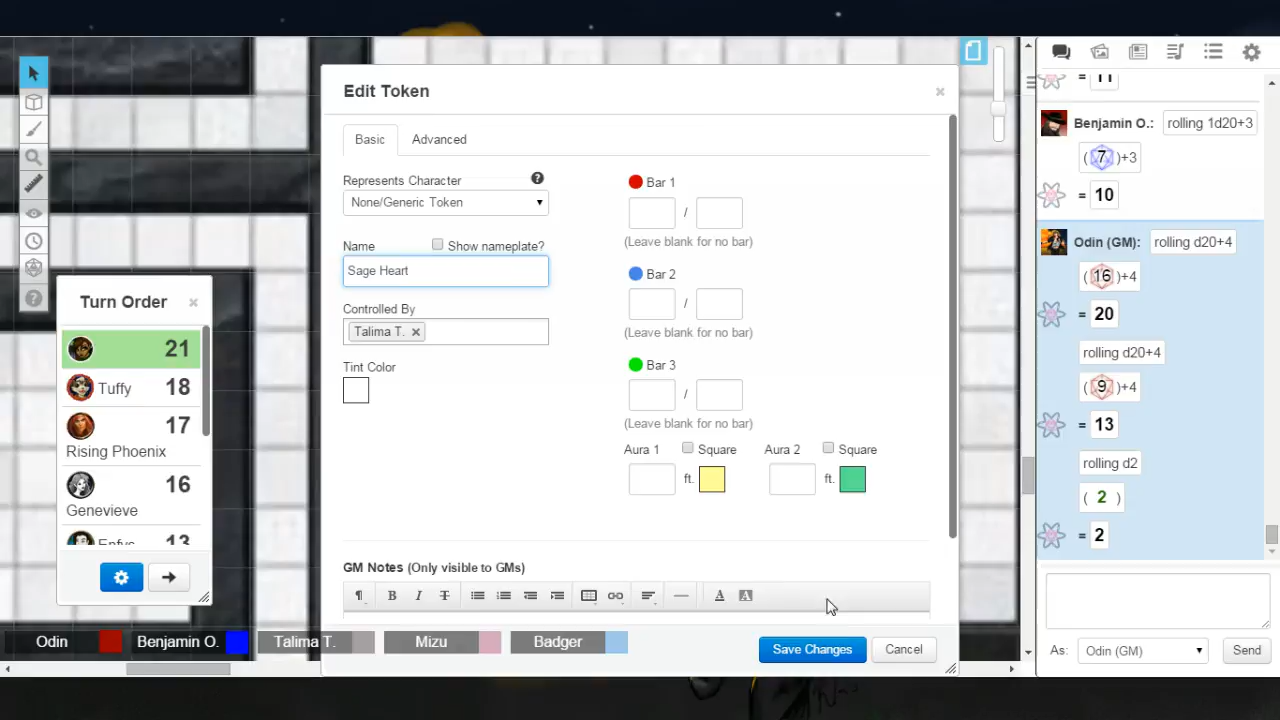 Edit Token
×
Basic
Advanced
Represents Character
?
None/Generic Token
Name
Show nameplate?
Sage Heart
Controlled By
Talima T. ×
Tint Color
Bar 1
/
(Leave blank for no bar)
Bar 2
/
(Leave blank for no bar)
Bar 3
/
(Leave blank for no bar)
Aura 1
Square
Aura 2
Square
ft.
ft.
GM Notes (Only visible to GMs)
¶ B I T A A
Save Changes
Cancel
Turn Order
×
21
Tuffy 18
17
Rising Phoenix
16
Genevieve
13
Odin
Benjamin O.
Talima T.
Mizu
Badger
= 11
Benjamin O.: rolling 1d20+3
(7)+3
= 10
Odin (GM): rolling d20+4
(16)+4
= 20
rolling d20+4
(9)+4
= 13
rolling d2
( 2 )
= 2
As: Odin (GM)
Send